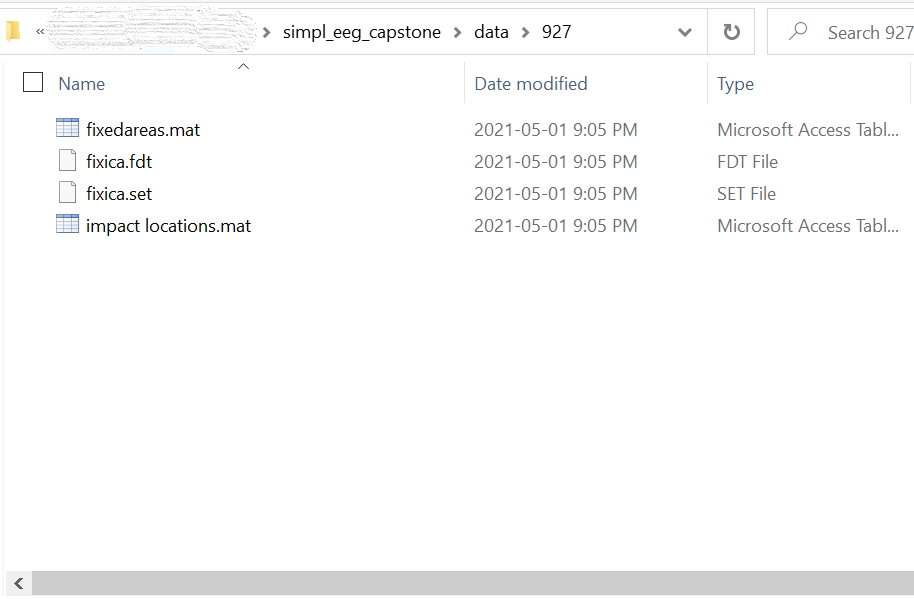 « simpl_eeg_capstone > data > 927 Search 927
Name Date modified Type
fixedareas.mat 2021-05-01 9:05 PM Microsoft Access Tabl...
fixica.fdt 2021-05-01 9:05 PM FDT File
fixica.set 2021-05-01 9:05 PM SET File
impact locations.mat 2021-05-01 9:05 PM Microsoft Access Tabl...